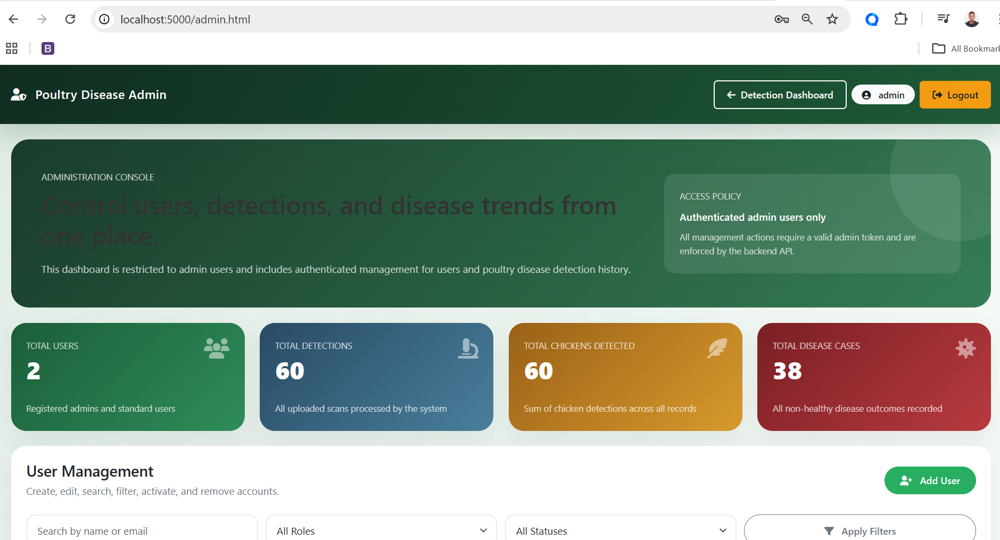 localhost:5000/admin.html
B
All Bookmark
Poultry Disease Admin
Detection Dashboard
admin
Logout
ADMINISTRATION CONSOLE
Control users, detections, and disease trends from
one place.
This dashboard is restricted to admin users and includes authenticated management for users and poultry disease detection history.
ACCESS POLICY
Authenticated admin users only
All management actions require a valid admin token and are
enforced by the backend API.
TOTAL USERS
2
Registered admins and standard users
TOTAL DETECTIONS
60
All uploaded scans processed by the system
TOTAL CHICKENS DETECTED
60
Sum of chicken detections across all records
TOTAL DISEASE CASES
38
All non-healthy disease outcomes recorded
User Management
Create, edit, search, filter, activate, and remove accounts.
Add User
Search by name or email
All Roles
All Statuses
Apply Filters